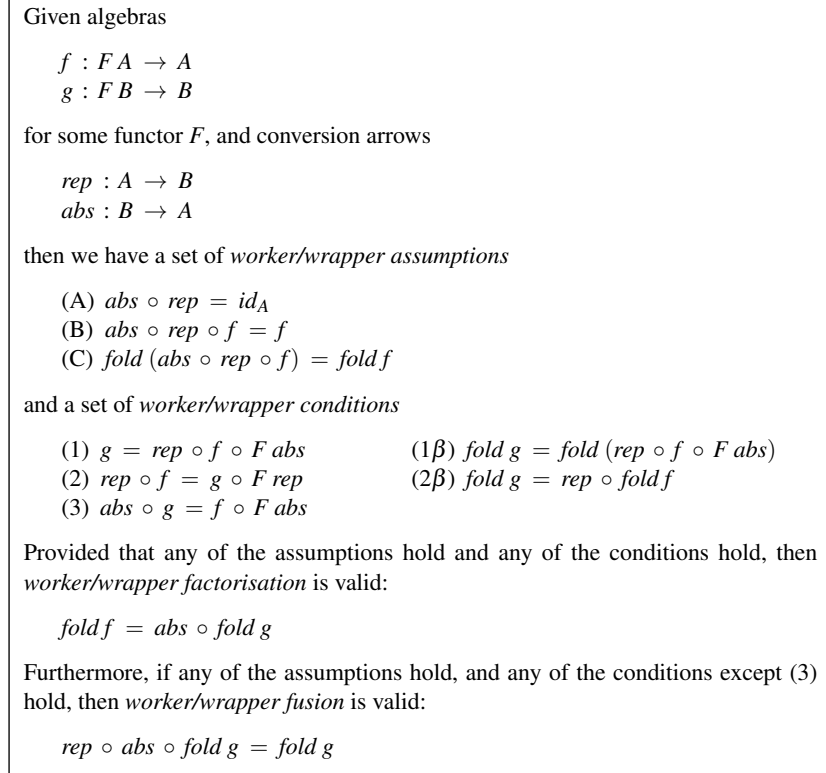 Given algebras
f : F A → A
g : F B → B
for some functor F, and conversion arrows
rep : A → B
abs : B → A
then we have a set of worker/wrapper assumptions
(A) abs ∘ rep = id_A
(B) abs ∘ rep ∘ f = f
(C) fold (abs ∘ rep ∘ f) = fold f
and a set of worker/wrapper conditions
(1) g = rep ∘ f ∘ F abs (1β) fold g = fold (rep ∘ f ∘ F abs)
(2) rep ∘ f = g ∘ F rep (2β) fold g = rep ∘ fold f
(3) abs ∘ g = f ∘ F abs
Provided that any of the assumptions hold and any of the conditions hold, then
worker/wrapper factorisation is valid:
fold f = abs ∘ fold g
Furthermore, if any of the assumptions hold, and any of the conditions except (3)
hold, then worker/wrapper fusion is valid:
rep ∘ abs ∘ fold g = fold g